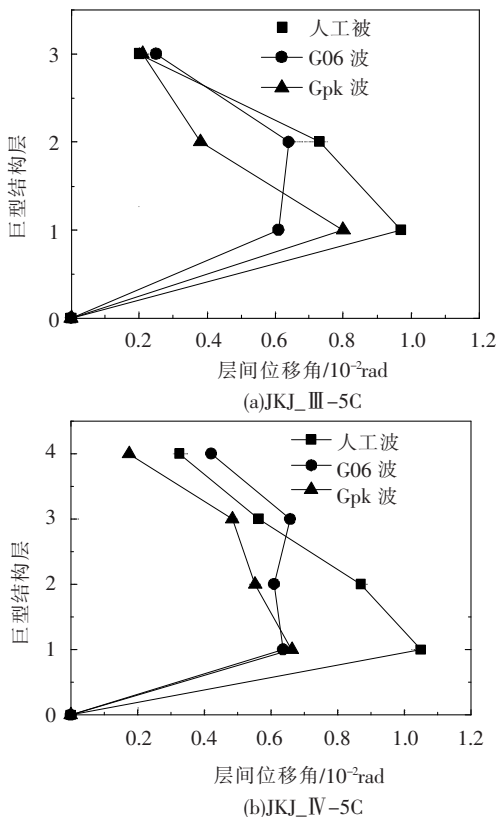 人工被
G06 波
Gpk 波
3
2
1
0
巨型结构层
0.2 0.4 0.6 0.8 1.0 1.2
层间位移角/10⁻²rad
(a)JKJ_Ⅲ-5C
人工波
G06 波
Gpk 波
4
3
2
1
0
巨型结构层
0.2 0.4 0.6 0.8 1.0 1.2
层间位移角/10⁻²rad
(b)JKJ_Ⅳ-5C